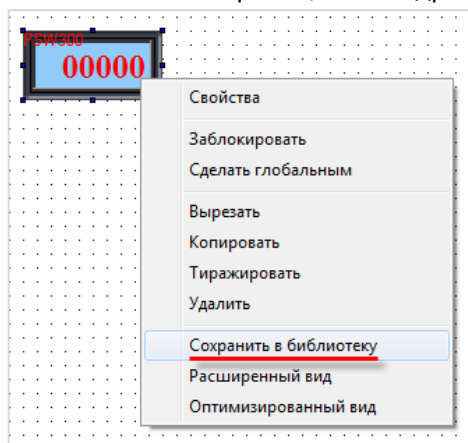 PSW300
00000
Свойства
Заблокировать
Сделать глобальным
Вырезать
Копировать
Тиражировать
Удалить
Сохранить в библиотеку
Расширенный вид
Оптимизированный вид